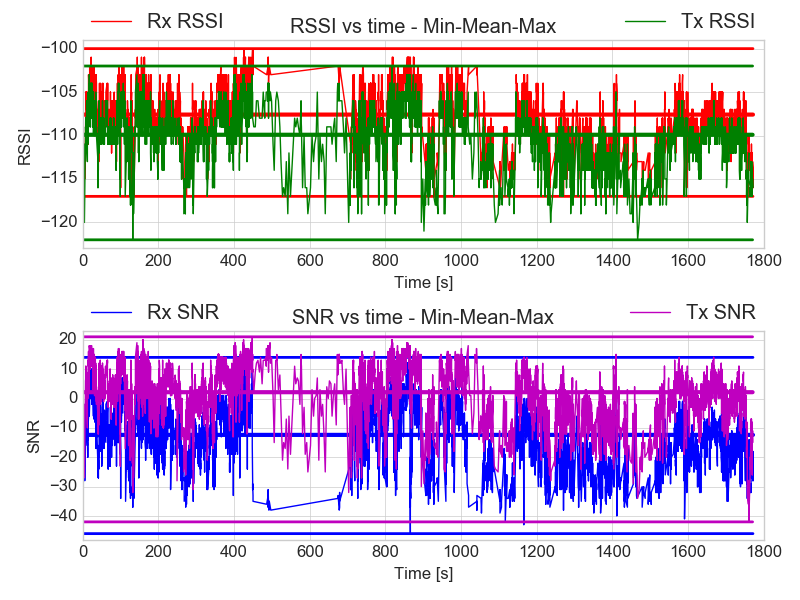 Rx RSSI RSSI vs time - Min-Mean-Max Tx RSSI
−100
−105
−110
−115
−120
RSSI
0 200 400 600 800 1000 1200 1400 1600 1800
Time [s]
Rx SNR SNR vs time - Min-Mean-Max Tx SNR
20
10
0
−10
−20
−30
−40
SNR
0 200 400 600 800 1000 1200 1400 1600 1800
Time [s]